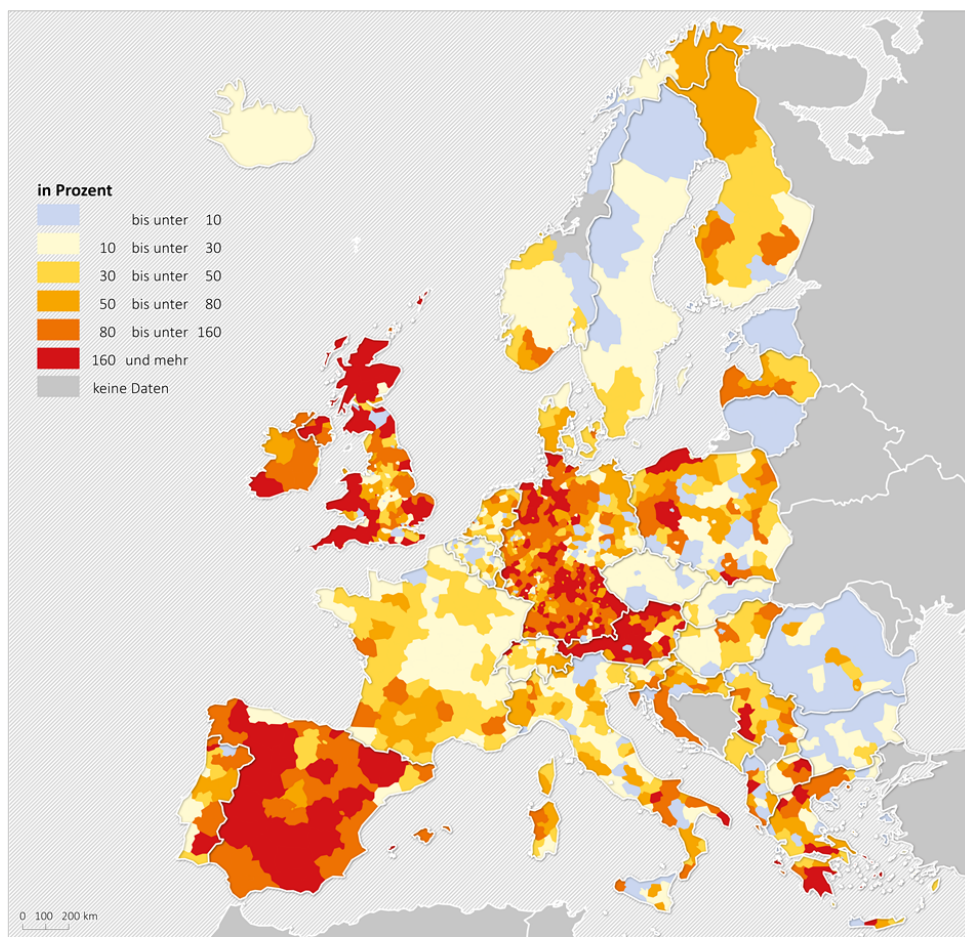 in Prozent
bis unter 10
10 bis unter 30
30 bis unter 50
50 bis unter 80
80 bis unter 160
160 und mehr
keine Daten
0 100 200 km